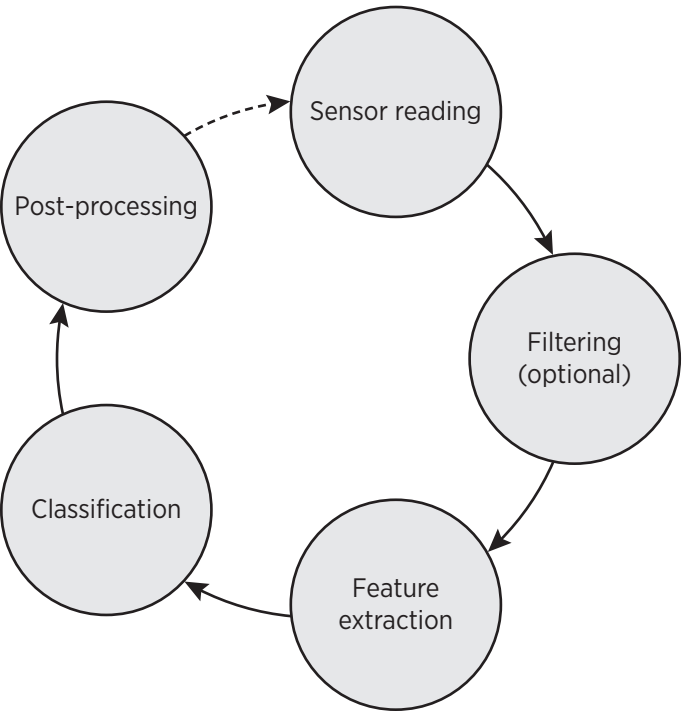 Sensor reading
Post-processing
Filtering
(optional)
Classification
Feature
extraction